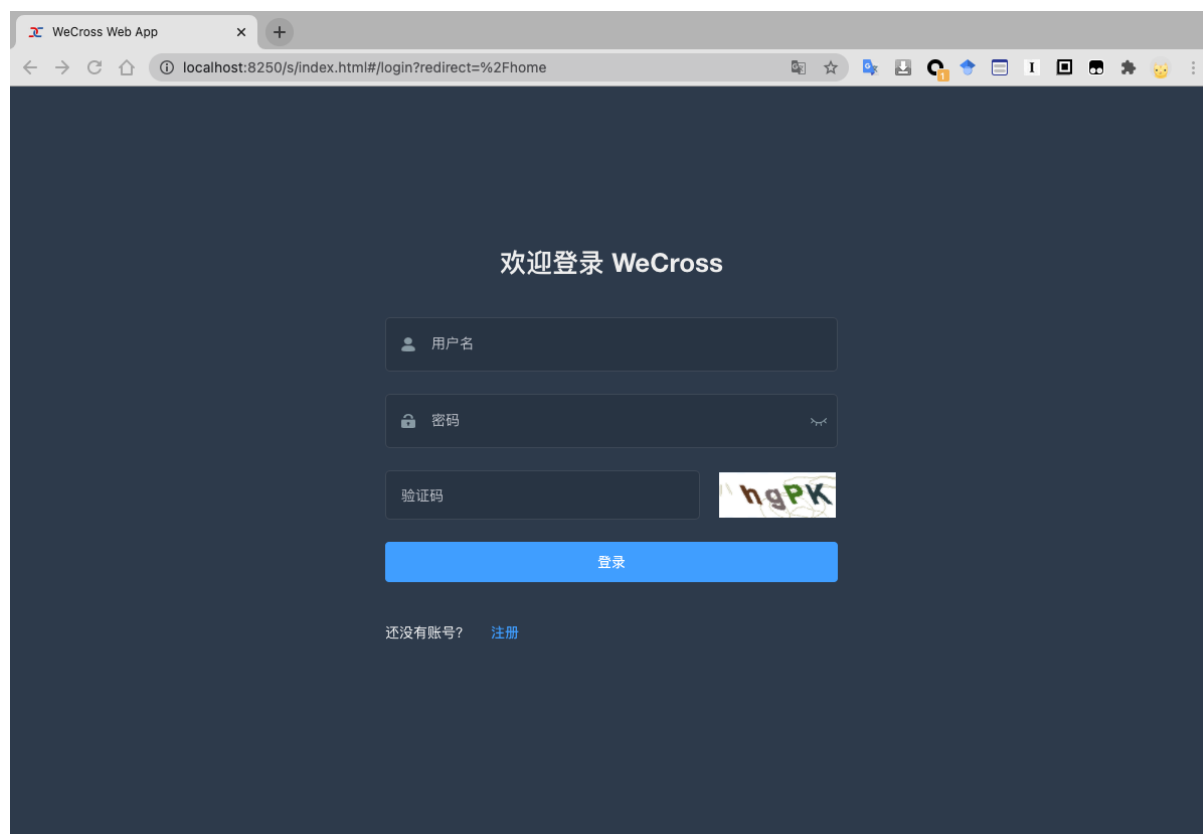 WeCross Web App
localhost:8250/s/index.html#/login?redirect=%2Fhome
1
I
欢迎登录 WeCross
用户名
密码
验证码
hgPK
登录
还没有账号? 注册